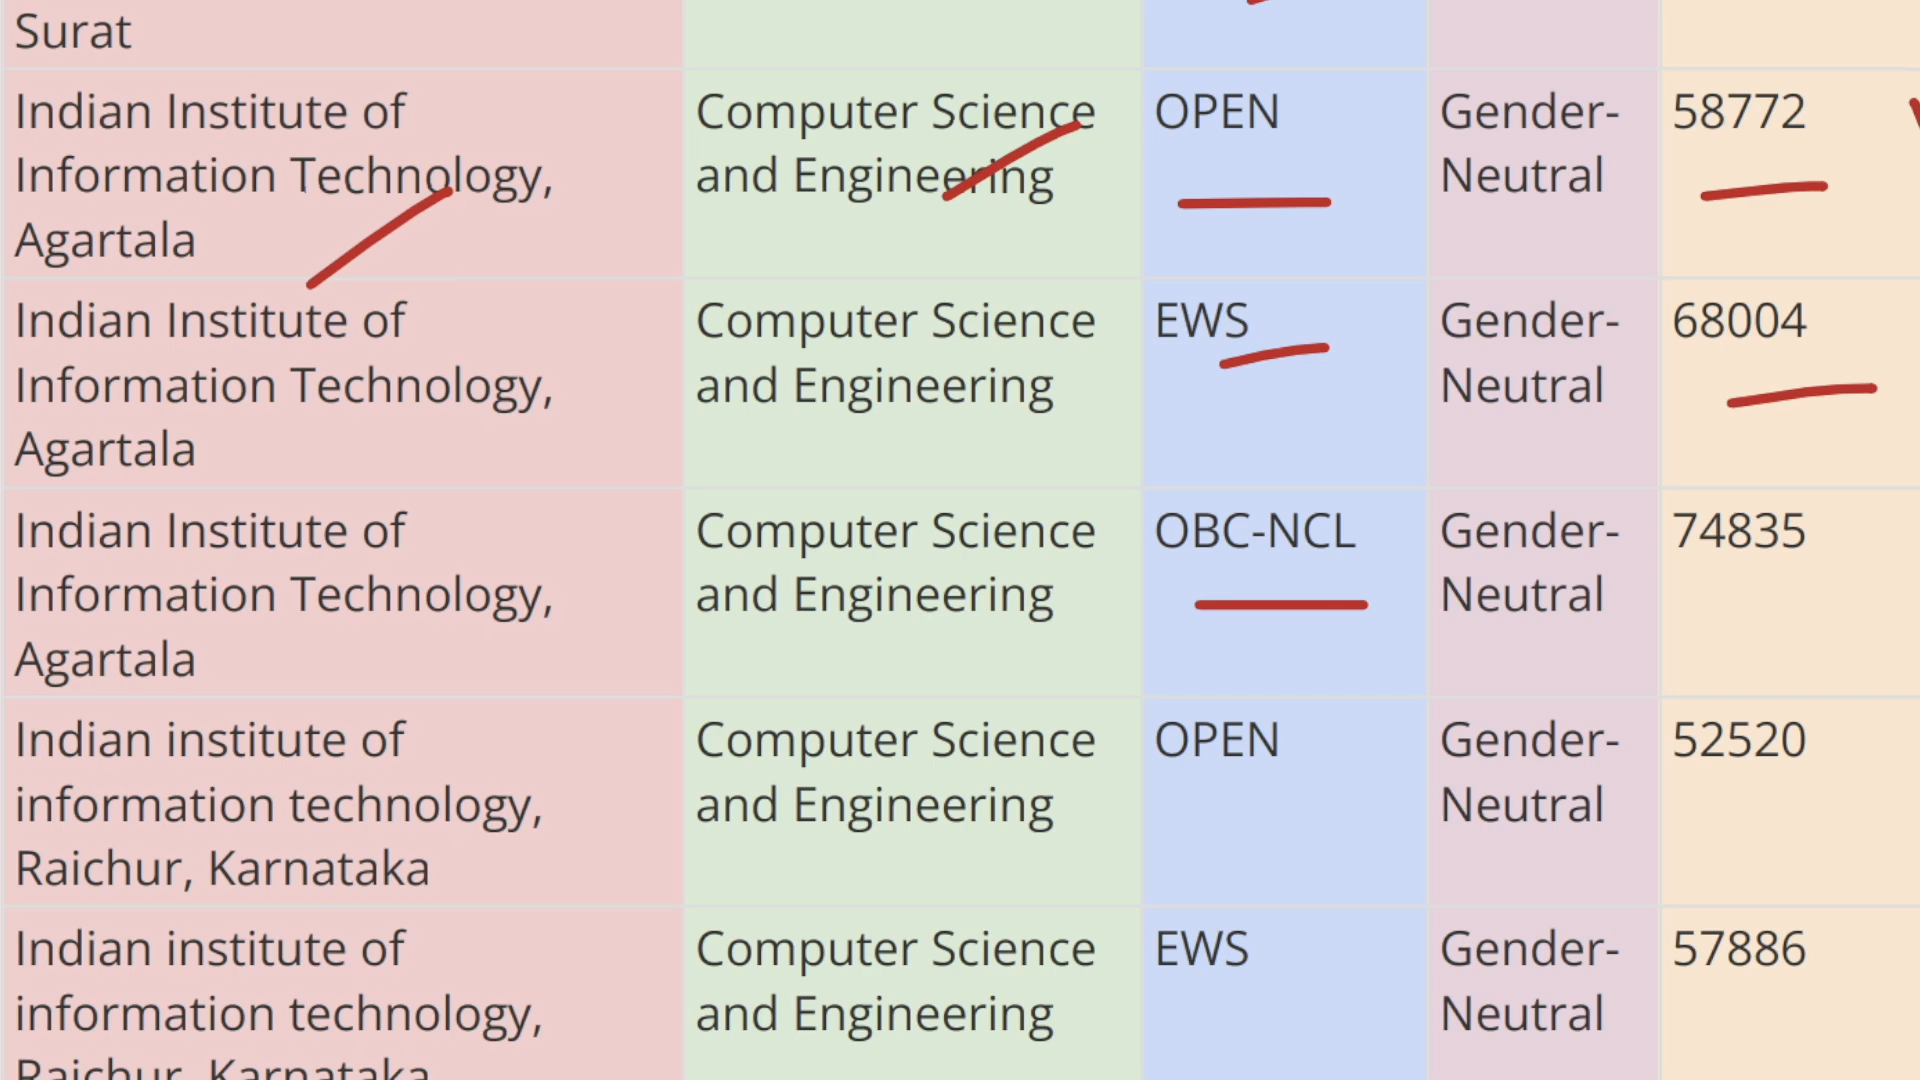 Surat
Indian Institute of
Information Technology,
Agartala
Computer Science
and Engineering
OPEN
Gender-
Neutral
58772
Indian Institute of
Information Technology,
Agartala
Computer Science
and Engineering
EWS
Gender-
Neutral
68004
Indian Institute of
Information Technology,
Agartala
Computer Science
and Engineering
OBC-NCL
Gender-
Neutral
74835
Indian institute of
information technology,
Raichur, Karnataka
Computer Science
and Engineering
OPEN
Gender-
Neutral
52520
Indian institute of
information technology,
Raichur, Karnataka
Computer Science
and Engineering
EWS
Gender-
Neutral
57886